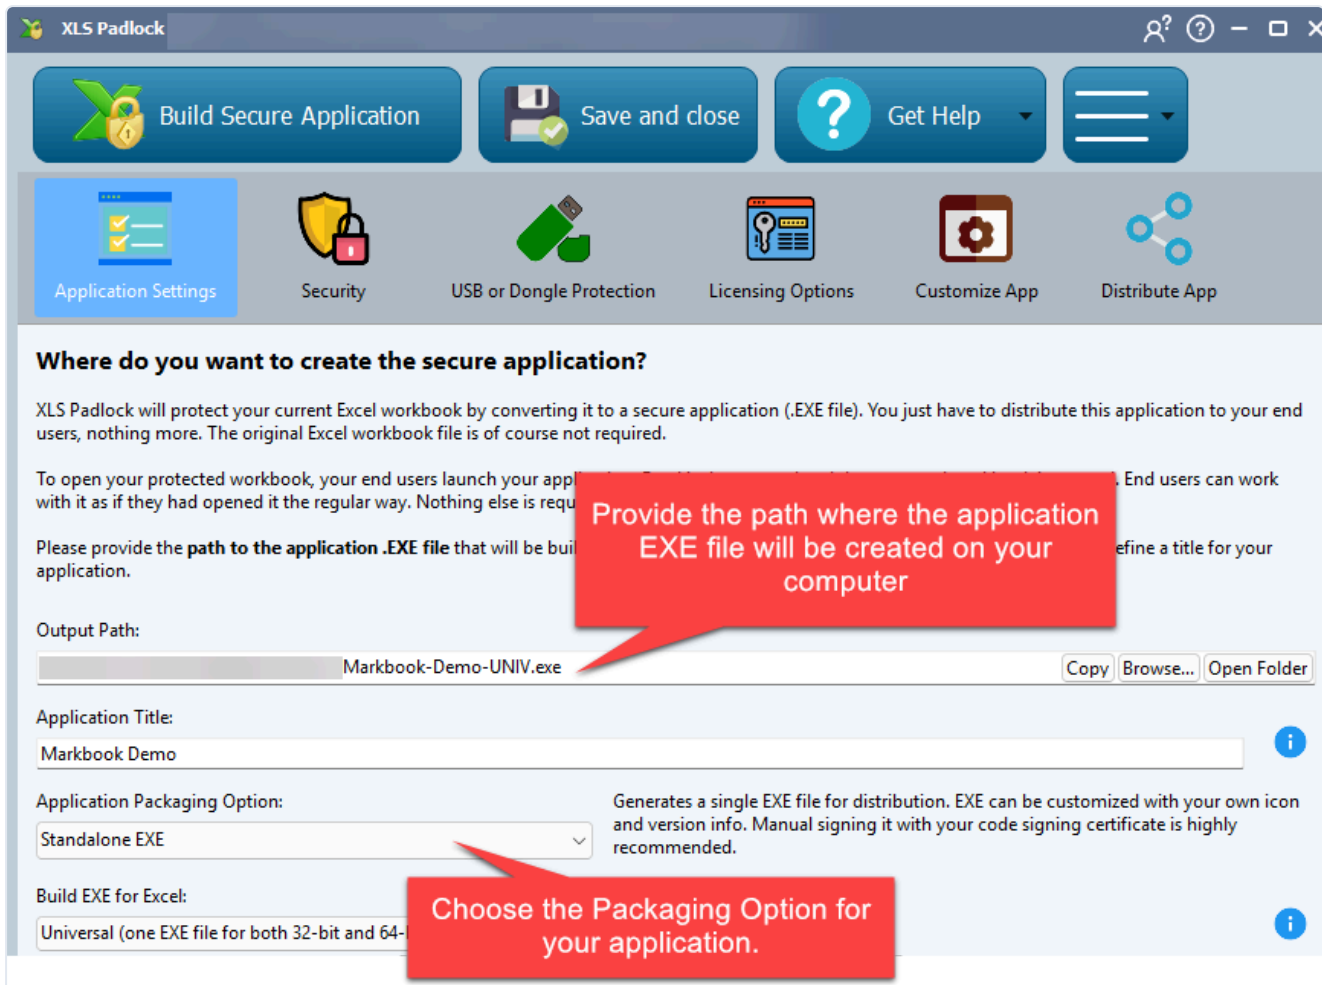 XLS Padlock
Build Secure Application
Save and close
Get Help
Application Settings
Security
USB or Dongle Protection
Licensing Options
Customize App
Distribute App
Where do you want to create the secure application?
XLS Padlock will protect your current Excel workbook by converting it to a secure application (.EXE file). You just have to distribute this application to your end
users, nothing more. The original Excel workbook file is of course not required.
To open your protected workbook, your end users launch your appl
. End users can work
with it as if they had opened it the regular way. Nothing else is requ
Please provide the path to the application .EXE file that will be buil
efine a title for your
application.
Provide the path where the application
EXE file will be created on your
computer
Output Path:
Markbook-Demo-UNIV.exe
Copy
Browse...
Open Folder
Application Title:
Markbook Demo
Application Packaging Option:
Standalone EXE
Generates a single EXE file for distribution. EXE can be customized with your own icon
and version info. Manual signing it with your code signing certificate is highly
recommended.
Build EXE for Excel:
Universal (one EXE file for both 32-bit and 64-
Choose the Packaging Option for
your application.